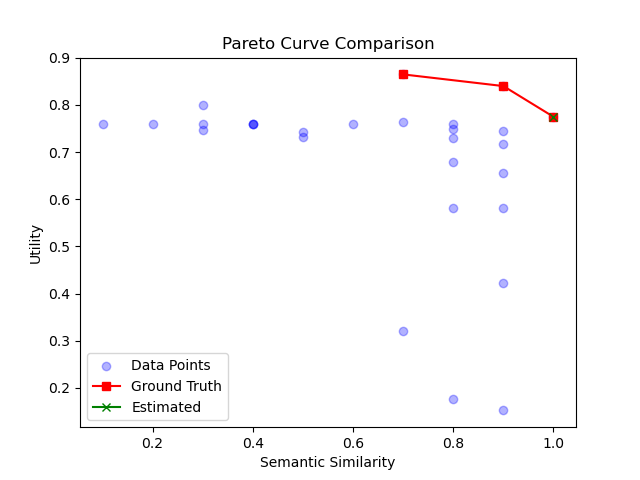 Pareto Curve Comparison
0.9
0.8
0.7
0.6
0.5
0.4
0.3
0.2
Utility
Data Points
Ground Truth
Estimated
0.2 0.4 0.6 0.8 1.0
Semantic Similarity